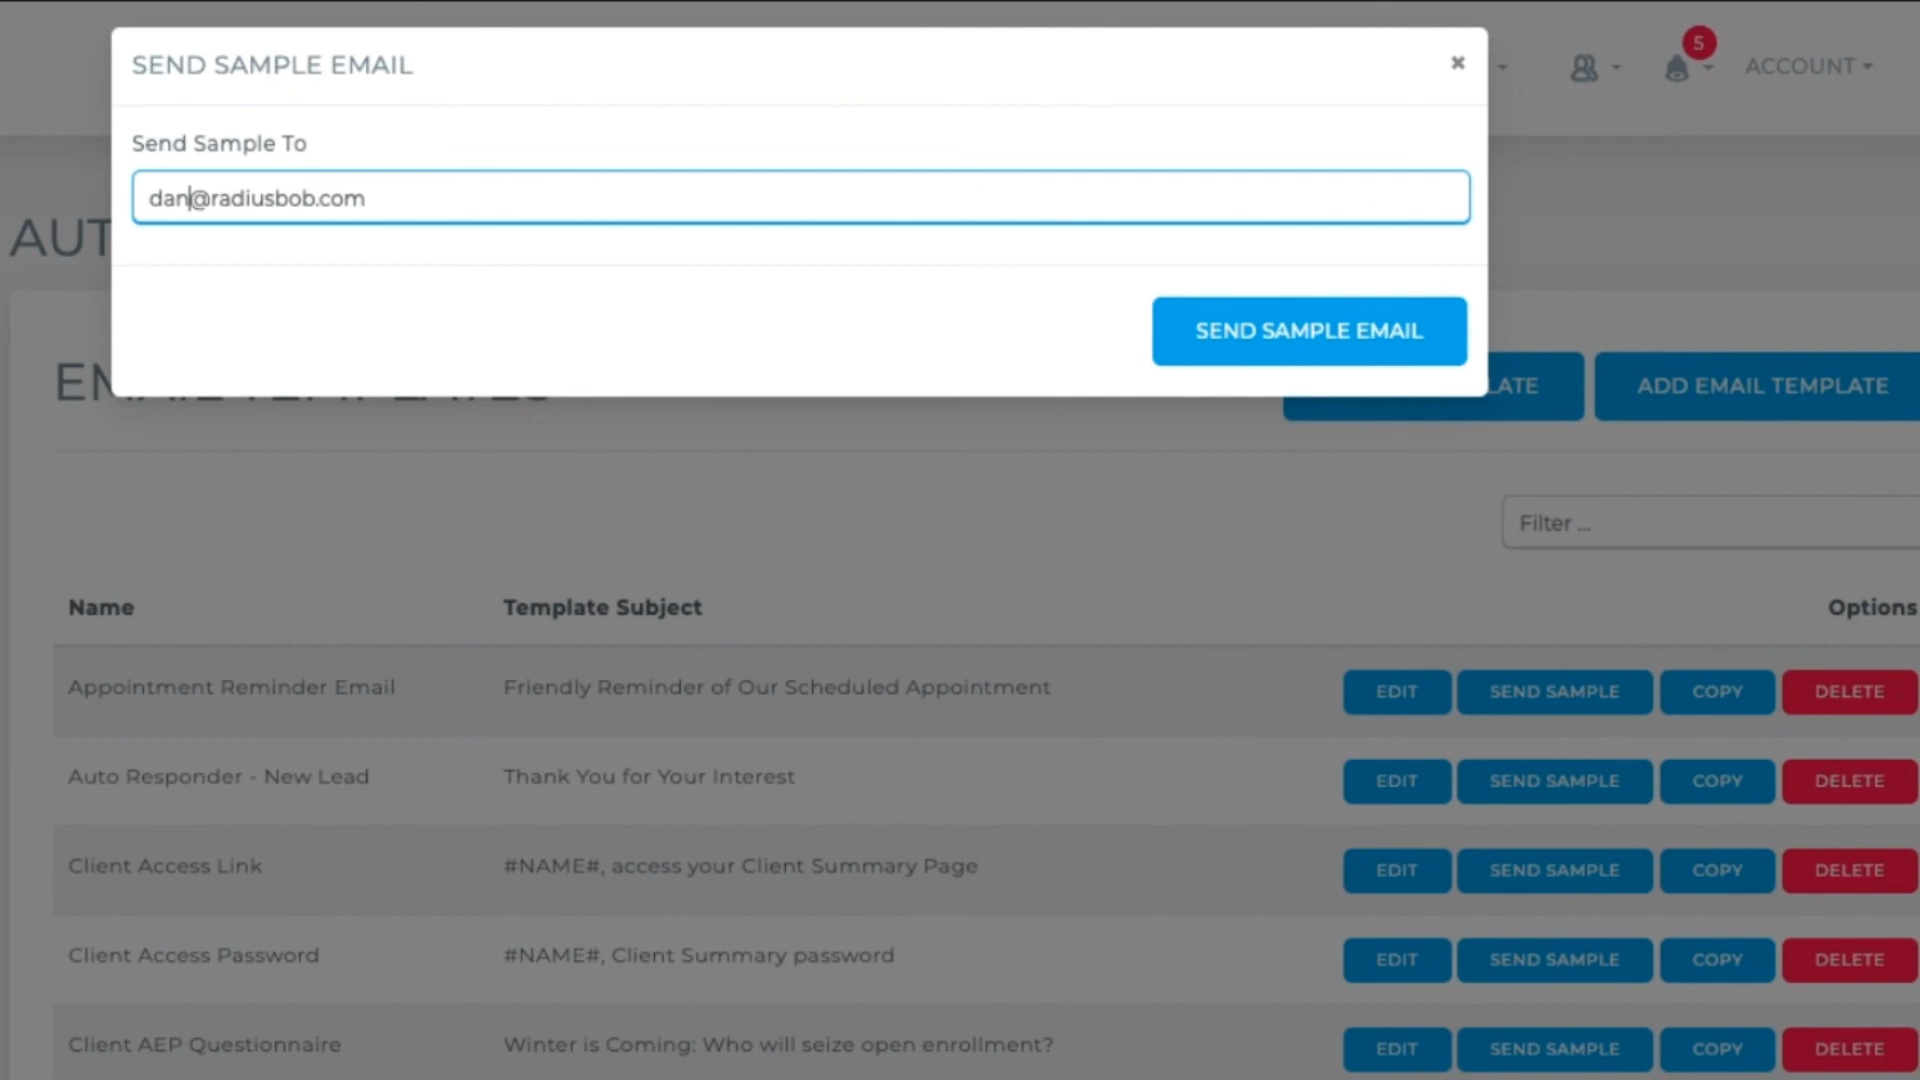 SEND SAMPLE EMAIL
×
5
ACCOUNT
Send Sample To
dan@radiusbob.com
SEND SAMPLE EMAIL
ADD EMAIL TEMPLATE
Filter ...
Name Template Subject Options
Appointment Reminder Email Friendly Reminder of Our Scheduled Appointment EDIT SEND SAMPLE COPY DELETE
Auto Responder - New Lead Thank You for Your Interest EDIT SEND SAMPLE COPY DELETE
Client Access Link #NAME#, access your Client Summary Page EDIT SEND SAMPLE COPY DELETE
Client Access Password #NAME#, Client Summary password EDIT SEND SAMPLE COPY DELETE
Client AEP Questionnaire Winter is Coming: Who will seize open enrollment? EDIT SEND SAMPLE COPY DELETE